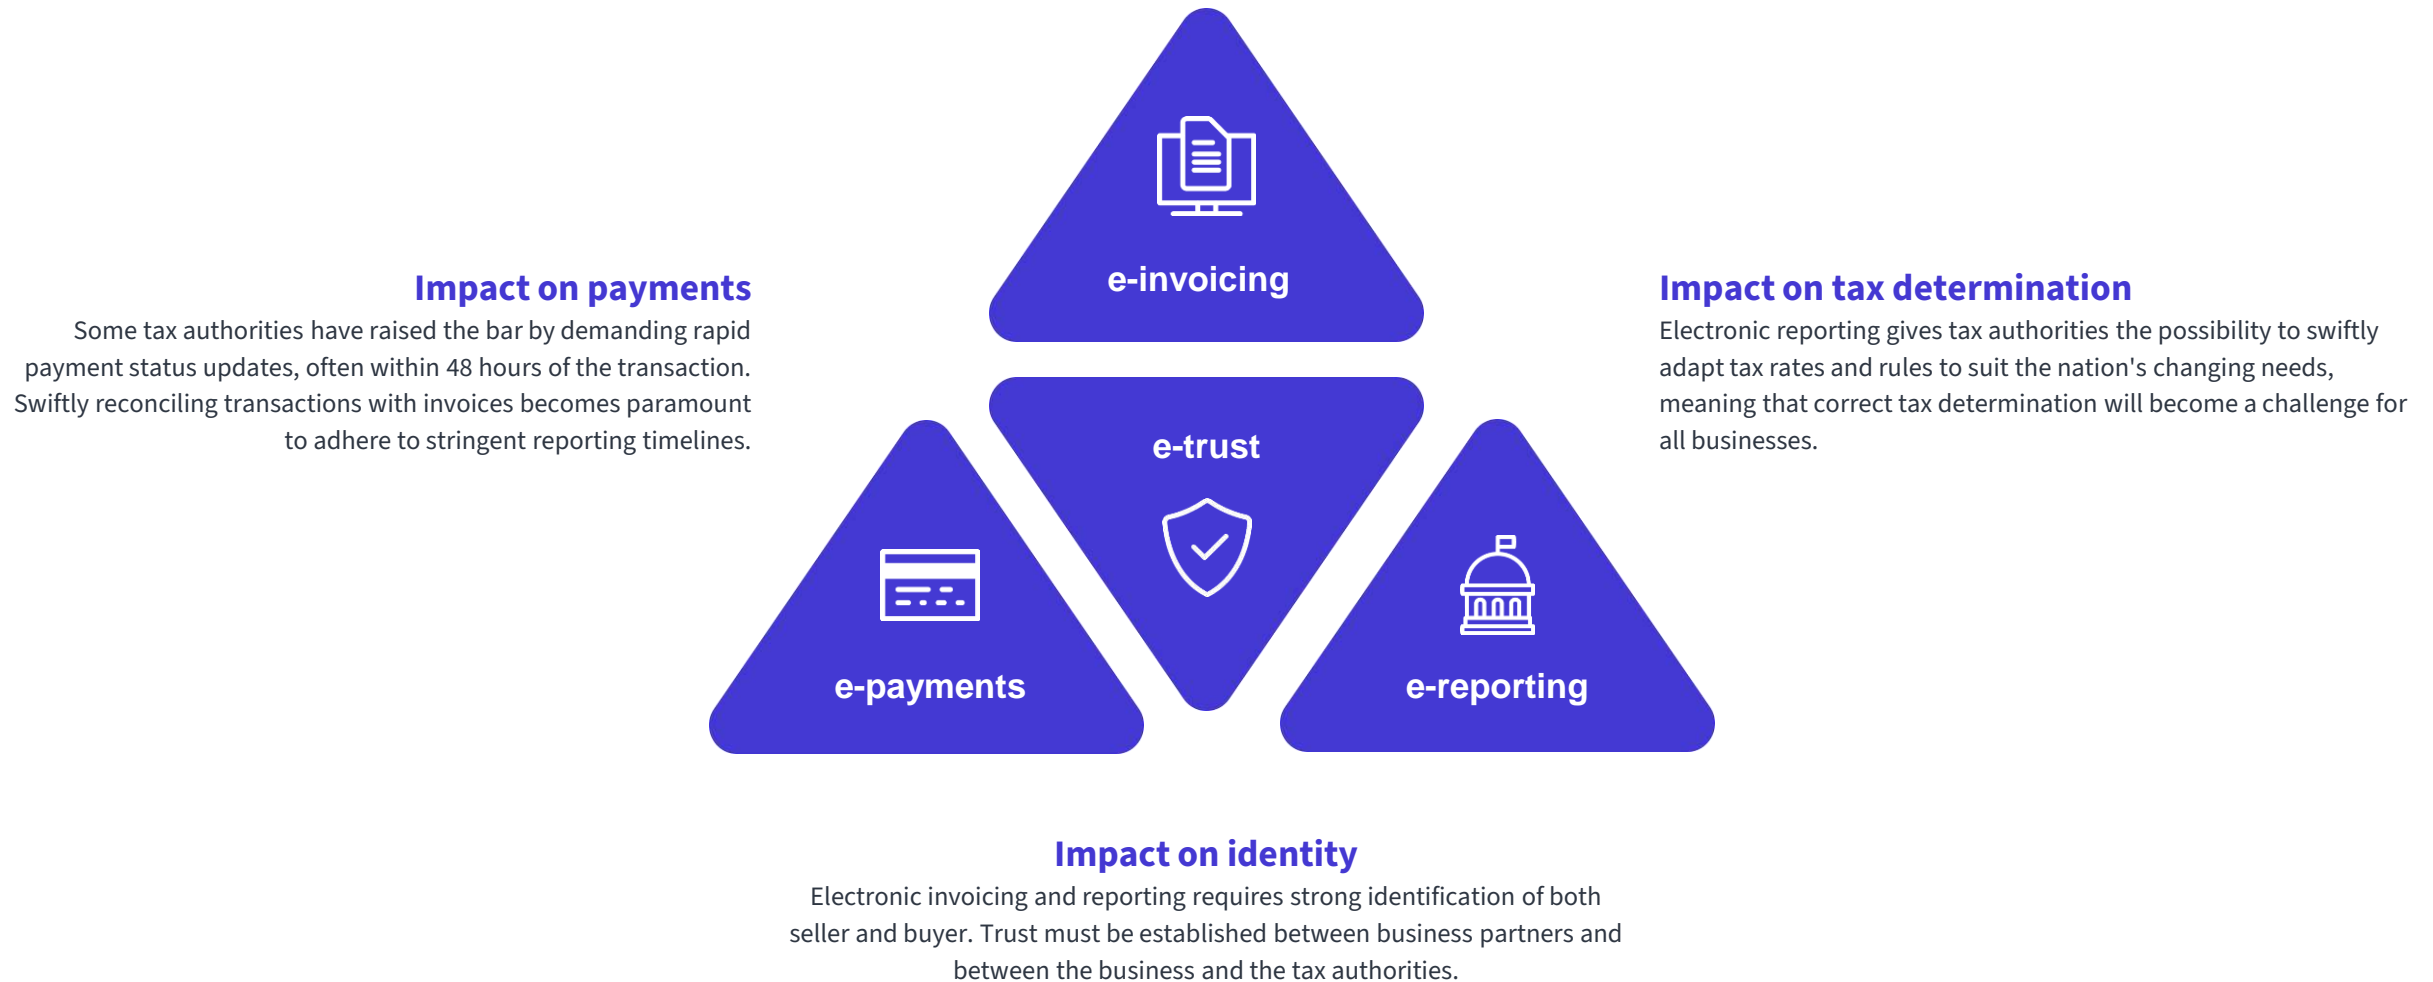 e-invoicing
Impact on payments
Some tax authorities have raised the bar by demanding rapid
payment status updates, often within 48 hours of the transaction.
Swiftly reconciling transactions with invoices becomes paramount
to adhere to stringent reporting timelines.
Impact on tax determination
Electronic reporting gives tax authorities the possibility to swiftly
adapt tax rates and rules to suit the nation's changing needs,
meaning that correct tax determination will become a challenge for
all businesses.
e-trust
e-payments
e-reporting
Impact on identity
Electronic invoicing and reporting requires strong identification of both
seller and buyer. Trust must be established between business partners and
between the business and the tax authorities.